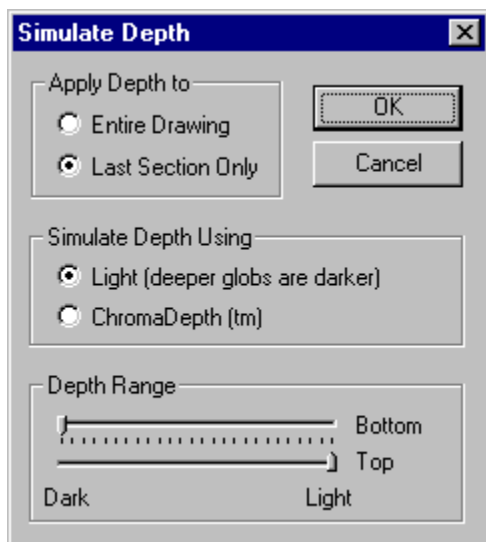 Simulate Depth
Apply Depth to
Entire Drawing
Last Section Only
OK
Cancel
Simulate Depth Using
Light (deeper globs are darker)
ChromaDepth (tm)
Depth Range
Bottom
Top
Dark Light